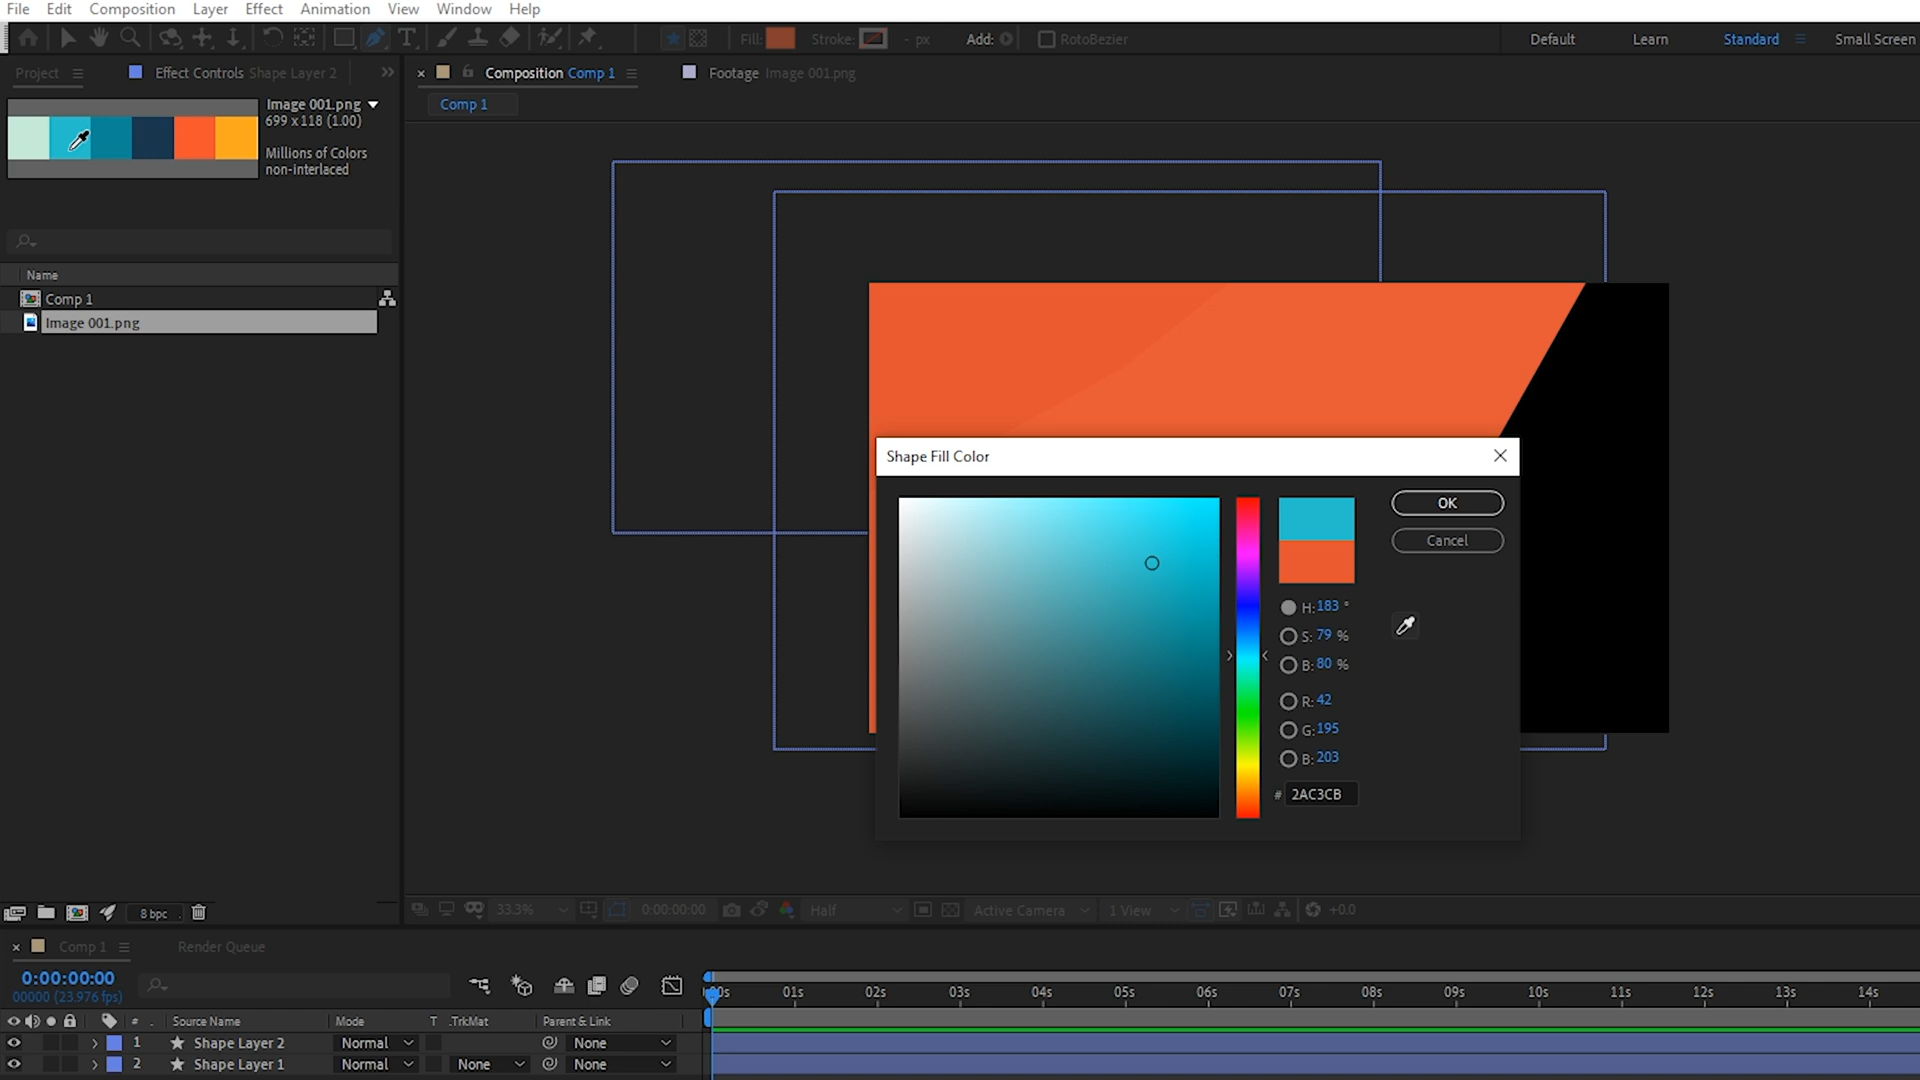 File Edit Composition Layer Effect Animation View Window Help
Fill: Stroke: - px Add: RotoBezier Default Learn Standard Small Screen
Project Effect Controls Shape Layer 2 Composition Comp 1 Footage Image 001.png
Comp 1
Image 001.png
699 x 118 (1.00)
Millions of Colors
non-interlaced
Name
Comp 1
Image 001.png
Shape Fill Color
OK
Cancel
H: 183 °
S: 79 %
B: 80 %
R: 42
G: 195
B: 203
# 2AC3CB
8 bpc
33.3% 0:00:00:00 Half Active Camera 1 View +0.0
Comp 1 Render Queue
0:00:00:00
00000 (23.976 fps)
00s 01s 02s 03s 04s 05s 06s 07s 08s 09s 10s 11s 12s 13s 14s
# Source Name Mode T .TrkMat Parent & Link
1 Shape Layer 2 Normal None
2 Shape Layer 1 Normal None None